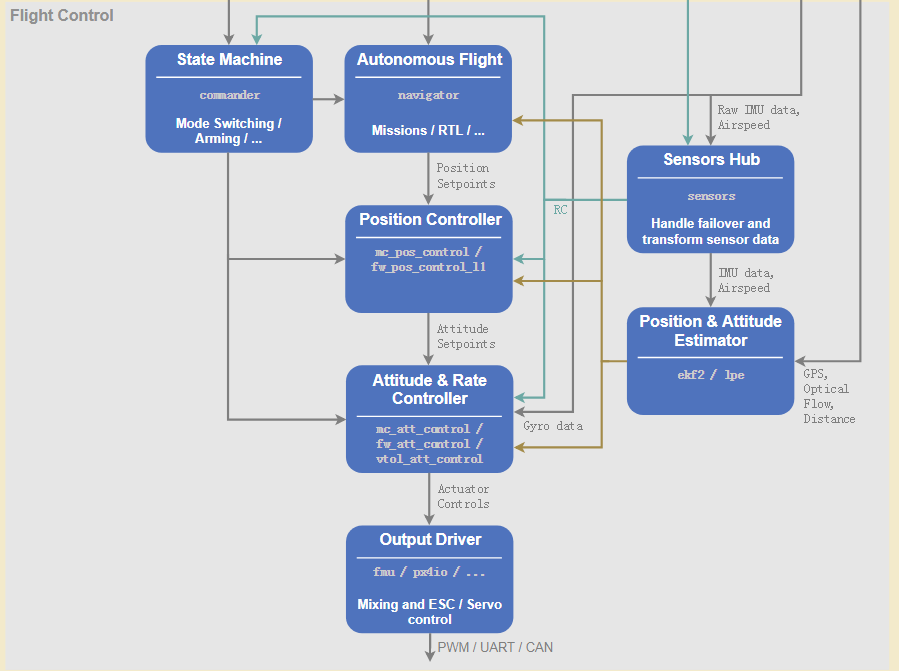 Flight Control
State Machine
commander
Mode Switching /
Arming / ...
Autonomous Flight
navigator
Missions / RTL / ...
Raw IMU data,
Airspeed
Position
Setpoints
Sensors Hub
sensors
Handle failover and
transform sensor data
RC
Position Controller
mc_pos_control /
fw_pos_control_l1
IMU data,
Airspeed
Attitude
Setpoints
Position & Attitude
Estimator
ekf2 / lpe
GPS,
Optical
Flow,
Distance
Attitude & Rate
Controller
mc_att_control /
fw_att_control /
vtol_att_control
Gyro data
Actuator
Controls
Output Driver
fmu / px4io / ...
Mixing and ESC / Servo
control
PWM / UART / CAN